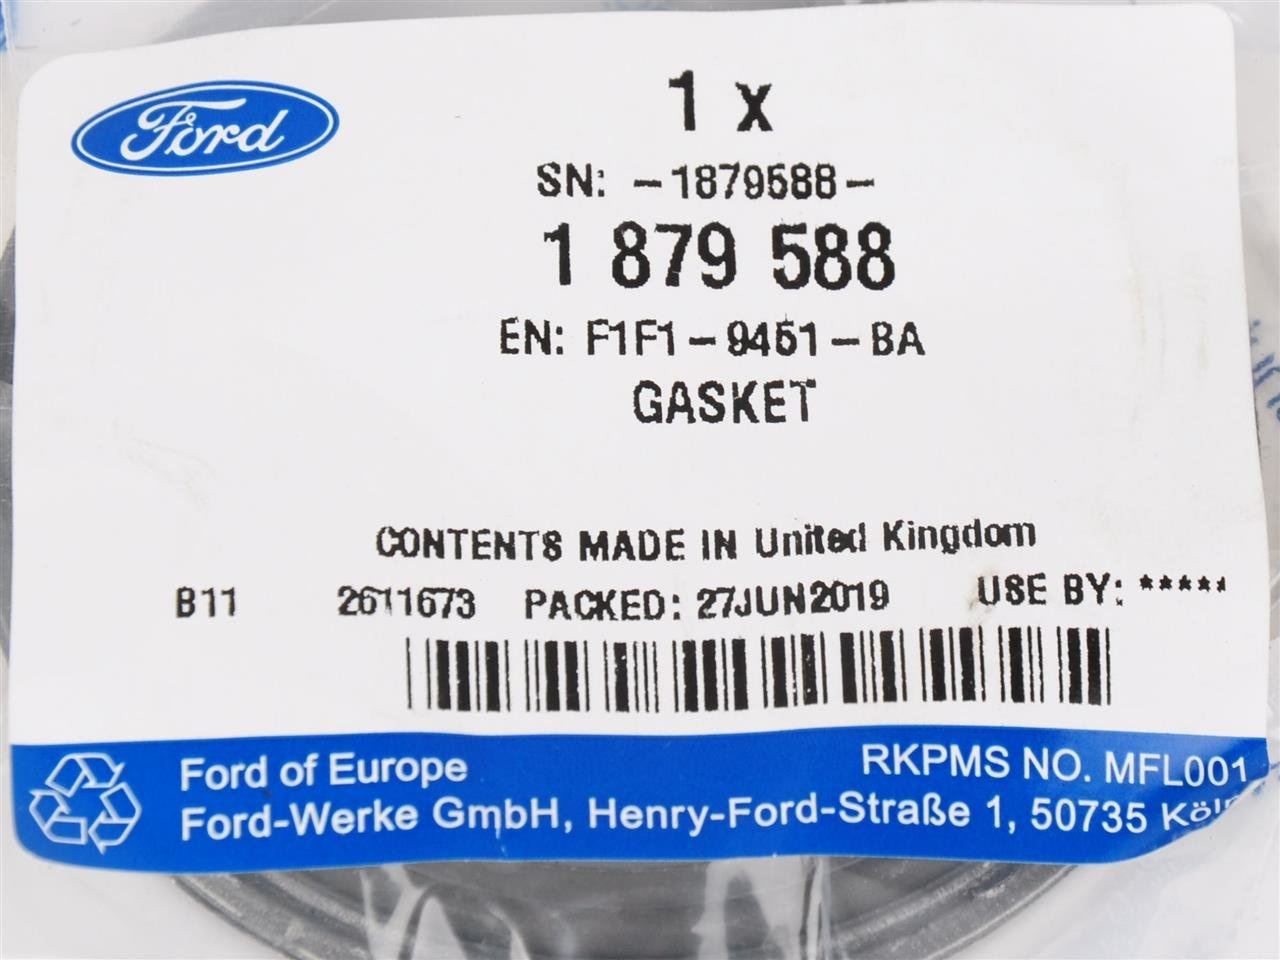 Ford
1 x
SN: -1879588-
1 879 588
EN: F1F1-9451-BA
GASKET
CONTENTS MADE IN United Kingdom
B11 2611673 PACKED: 27JUN2019 USE BY: *****
Ford of Europe RKPMS NO. MFL001
Ford-Werke GmbH, Henry-Ford-Straße 1, 50735 Köln